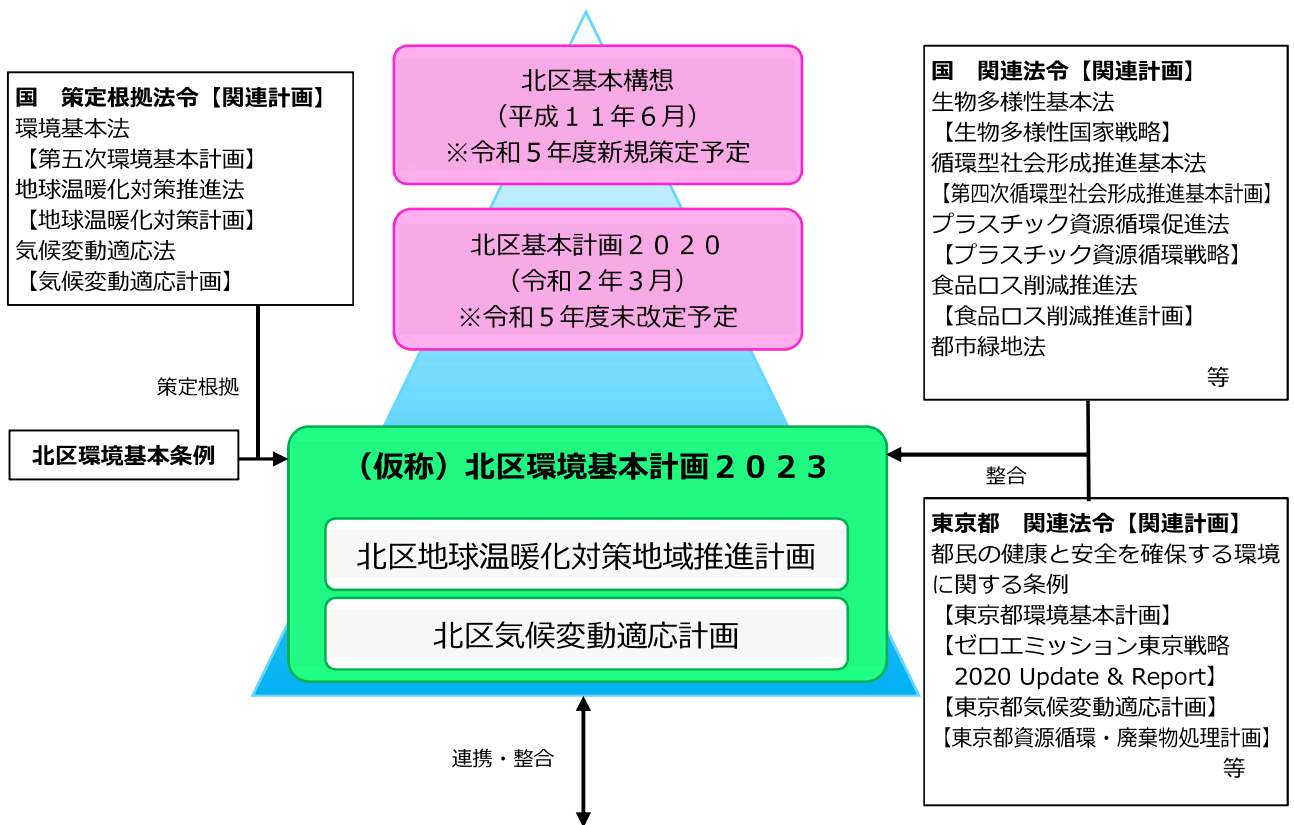 北区基本構想
（平成１１年６月）
※令和５年度新規策定予定
北区基本計画２０２０
（令和２年３月）
※令和５年度末改定予定
国　策定根拠法令【関連計画】
環境基本法
【第五次環境基本計画】
地球温暖化対策推進法
【地球温暖化対策計画】
気候変動適応法
【気候変動適応計画】
策定根拠
北区環境基本条例
（仮称）北区環境基本計画２０２３
北区地球温暖化対策地域推進計画
北区気候変動適応計画
連携・整合
国　関連法令【関連計画】
生物多様性基本法
【生物多様性国家戦略】
循環型社会形成推進基本法
【第四次循環型社会形成推進基本計画】
プラスチック資源循環促進法
【プラスチック資源循環戦略】
食品ロス削減推進法
【食品ロス削減推進計画】
都市緑地法
等
整合
東京都　関連法令【関連計画】
都民の健康と安全を確保する環境
に関する条例
【東京都環境基本計画】
【ゼロエミッション東京戦略
2020 Update & Report】
【東京都気候変動適応計画】
【東京都資源循環・廃棄物処理計画】
等